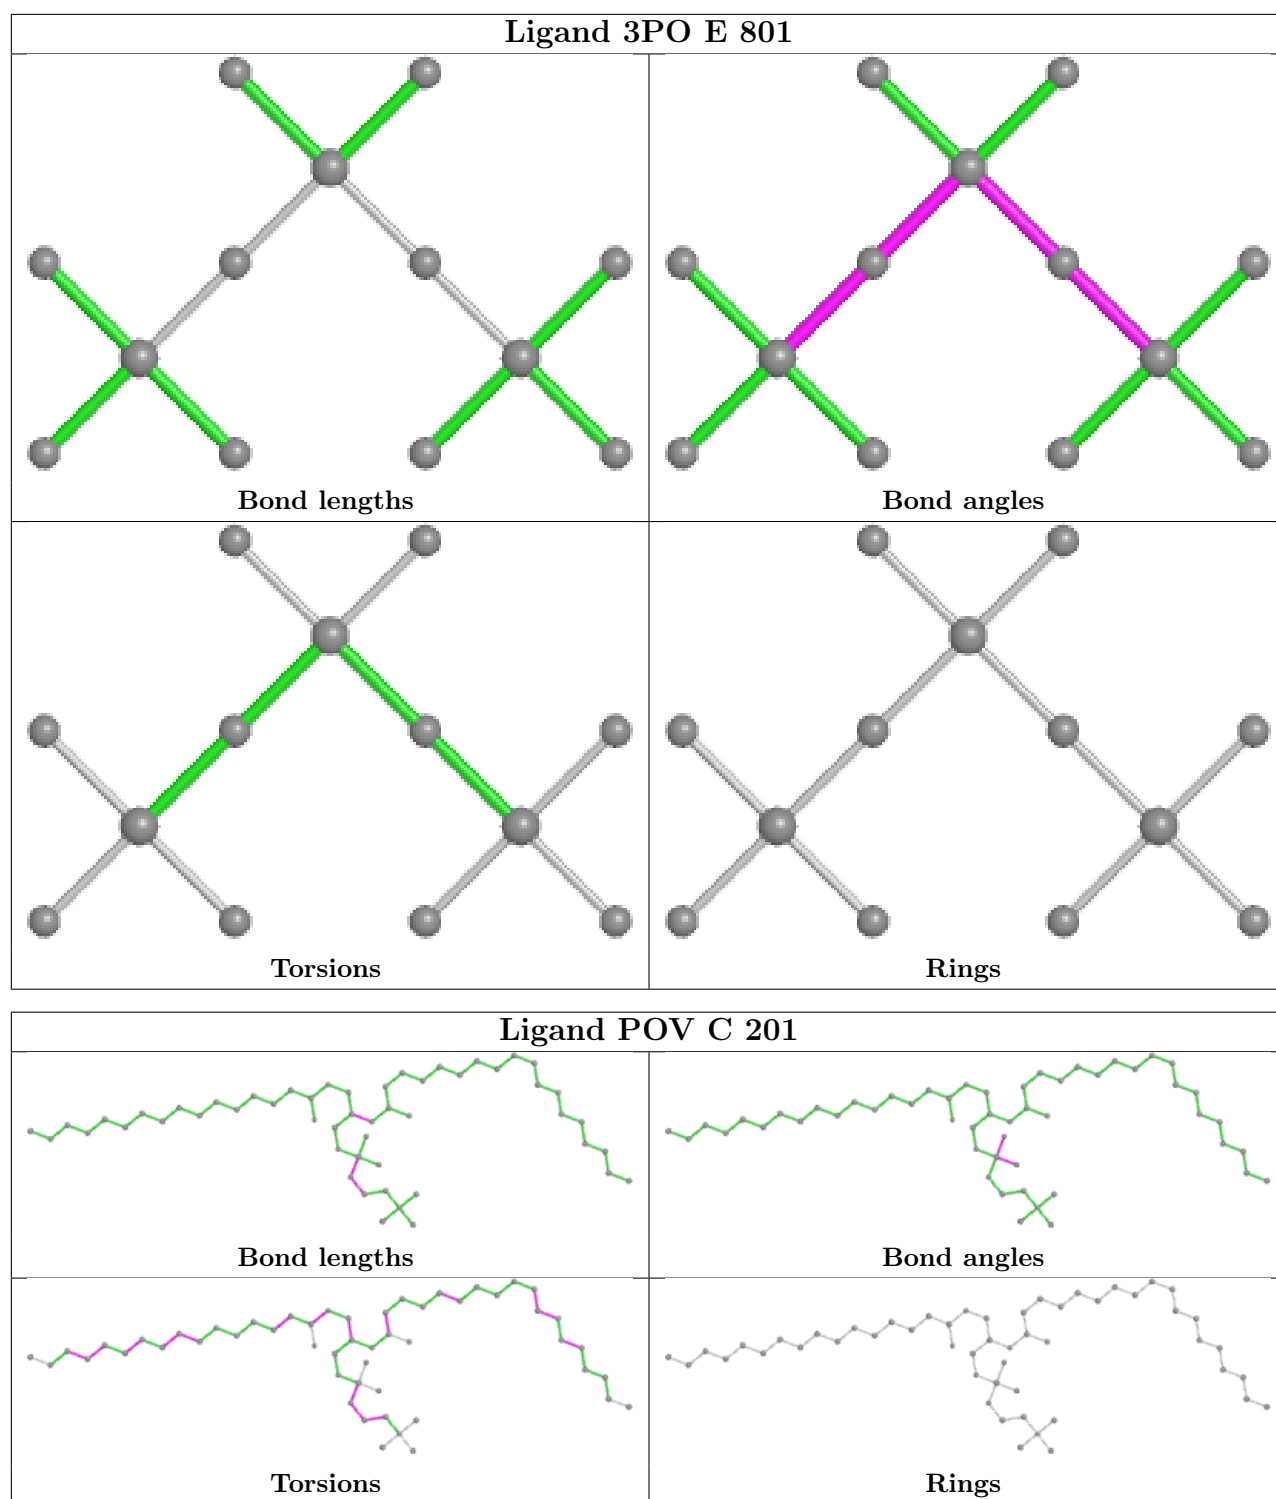 Ligand 3PO E 801
Bond lengths
Bond angles
Torsions
Rings
Ligand POV C 201
Bond lengths
Bond angles
Torsions
Rings